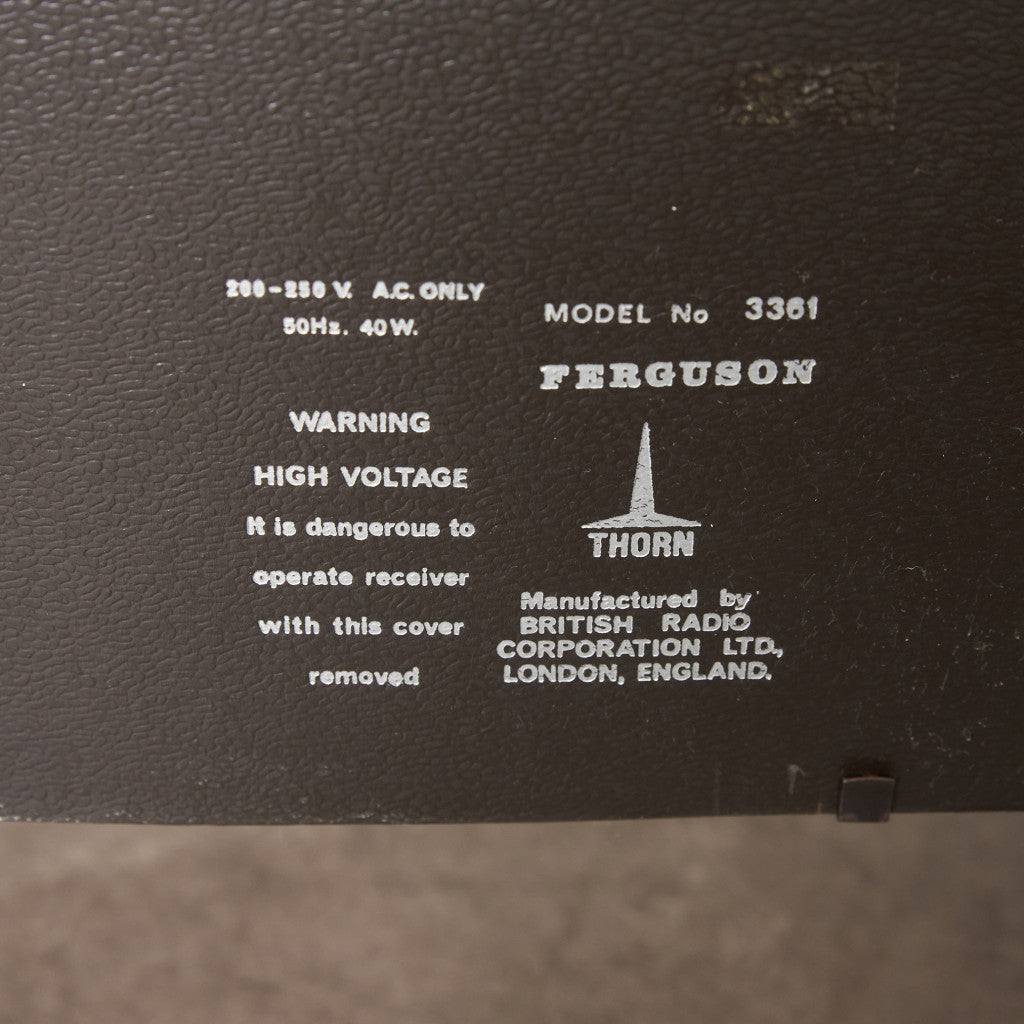 200-250 V. A.C. ONLY
50Hz. 40W.
WARNING
HIGH VOLTAGE
It is dangerous to
operate receiver
with this cover
removed
MODEL No 3361
FERGUSON
THORN
Manufactured by
BRITISH RADIO
CORPORATION LTD.,
LONDON, ENGLAND.